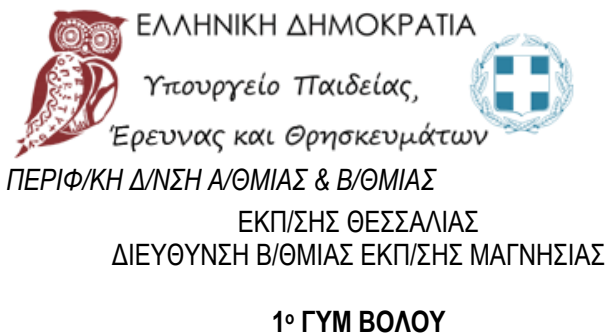 ΕΛΛΗΝΙΚΗ ΔΗΜΟΚΡΑΤΙΑ
Υπουργείο Παιδείας,
Έρευνας και Θρησκευμάτων
ΠΕΡΙΦ/ΚΗ Δ/ΝΣΗ Α/ΘΜΙΑΣ & Β/ΘΜΙΑΣ
ΕΚΠ/ΣΗΣ ΘΕΣΣΑΛΙΑΣ
ΔΙΕΥΘΥΝΣΗ Β/ΘΜΙΑΣ ΕΚΠ/ΣΗΣ ΜΑΓΝΗΣΙΑΣ
1ο ΓΥΜ ΒΟΛΟΥ